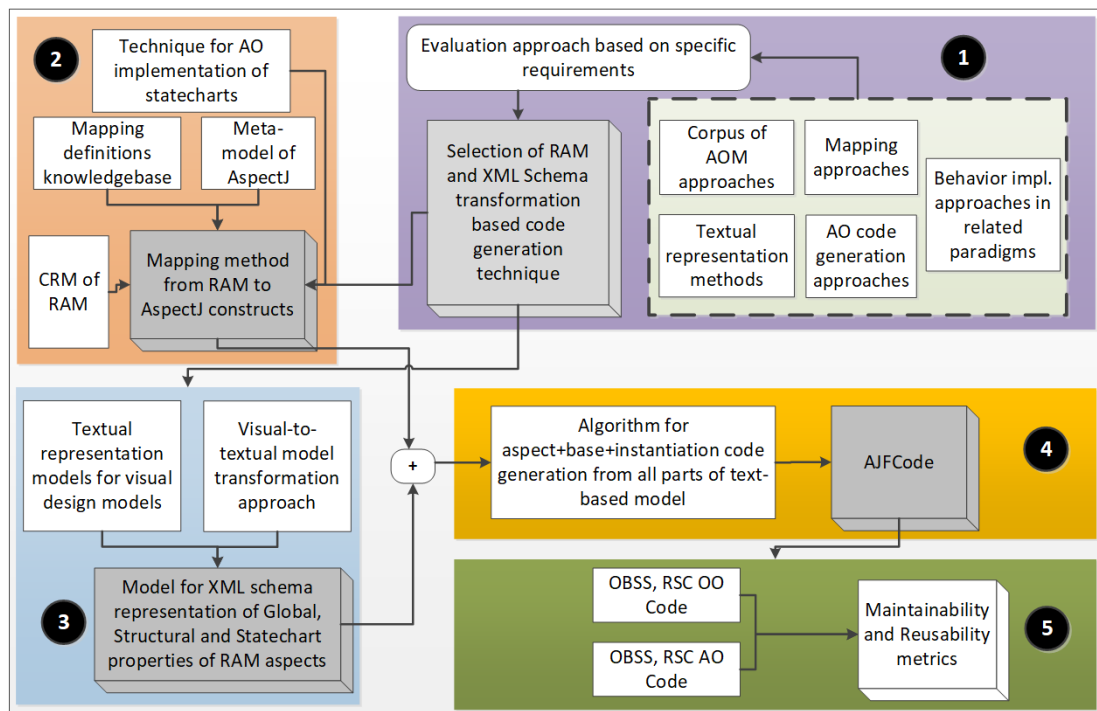 2
Technique for AO
implementation of
statecharts
Mapping
definitions
knowledgebase
Meta-
model of
AspectJ
CRM of
RAM
Mapping method
from RAM to
AspectJ constructs
1
Evaluation approach based on specific
requirements
Selection of RAM
and XML Schema
transformation
based code
generation
technique
Corpus of
AOM
approaches
Mapping
approaches
Behavior impl.
approaches in
related
paradigms
Textual
representation
methods
AO code
generation
approaches
3
Textual
representation
models for visual
design models
Visual-to-
textual model
transformation
approach
Model for XML schema
representation of Global,
Structural and Statechart
properties of RAM aspects
+
4
Algorithm for
aspect+base+instantiation code
generation from all parts of text-
based model
AJFCode
5
OBSS, RSC OO
Code
OBSS, RSC AO
Code
Maintainability
and Reusability
metrics